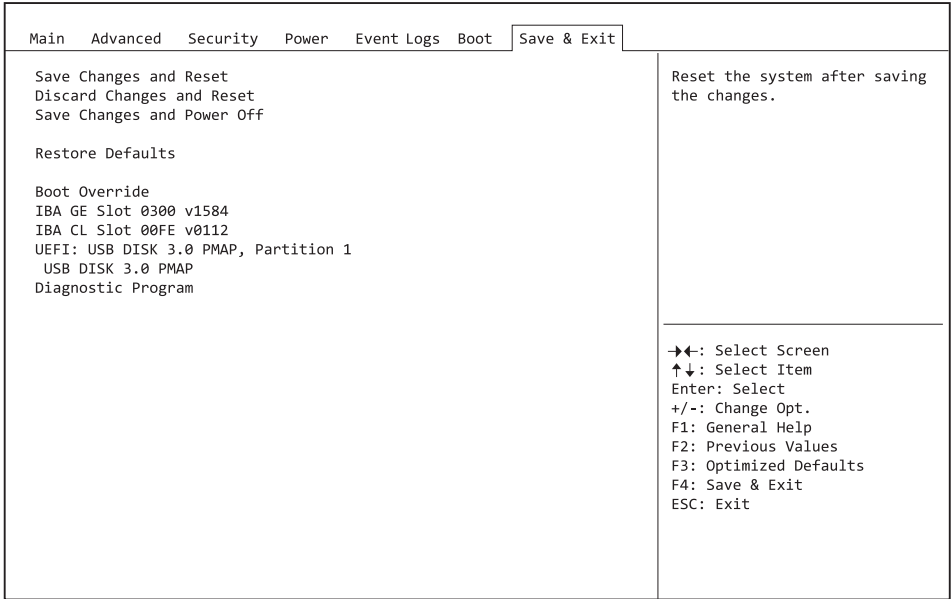 Main Advanced Security Power Event Logs Boot Save & Exit
Save Changes and Reset
Discard Changes and Reset
Save Changes and Power Off
Restore Defaults
Boot Override
IBA GE Slot 0300 v1584
IBA CL Slot 00FE v0112
UEFI: USB DISK 3.0 PMAP, Partition 1
USB DISK 3.0 PMAP
Diagnostic Program
Reset the system after saving
the changes.
→←: Select Screen
↑↓: Select Item
Enter: Select
+/-: Change Opt.
F1: General Help
F2: Previous Values
F3: Optimized Defaults
F4: Save & Exit
ESC: Exit